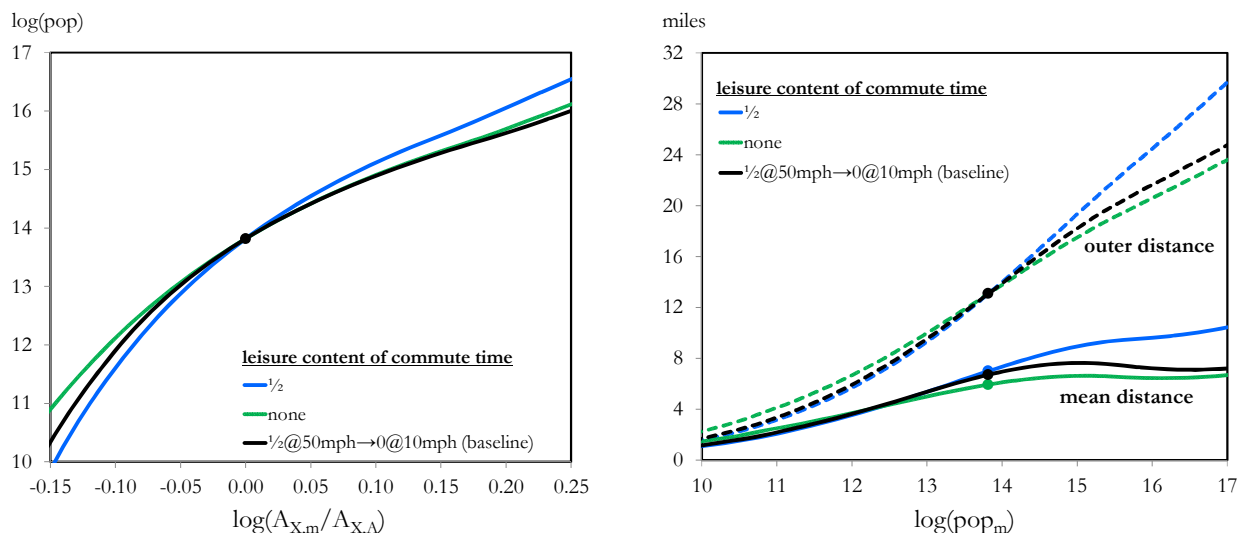 log(pop)
17
16
15
14
13
12
11
10
leisure content of commute time
½
none
½@50mph→0@10mph (baseline)
-0.15 -0.10 -0.05 0.00 0.05 0.10 0.15 0.20 0.25
log(A_X,m/A_X,A)
miles
32
28
24
20
16
12
8
4
0
leisure content of commute time
½
none
½@50mph→0@10mph (baseline)
outer distance
mean distance
10 11 12 13 14 15 16 17
log(pop_m)